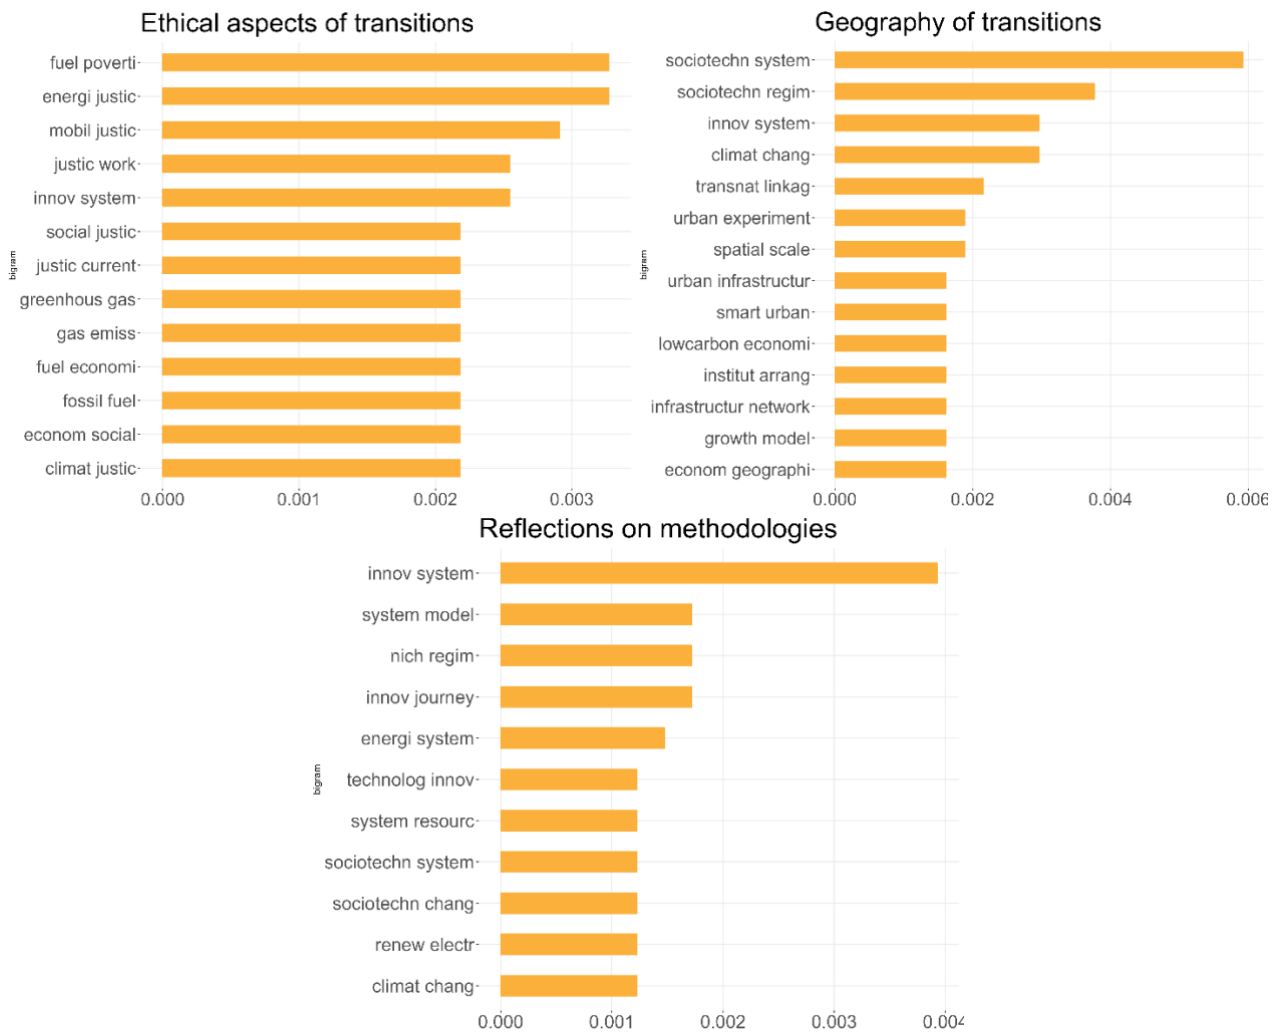 Ethical aspects of transitions
fuel poverti
energi justic
mobil justic
justic work
innov system
social justic
justic current
greenhous gas
gas emiss
fuel economi
fossil fuel
econom social
climat justic
bigram
0.000 0.001 0.002 0.003
Geography of transitions
sociotechn system
sociotechn regim
innov system
climat chang
transnat linkag
urban experiment
spatial scale
urban infrastructur
smart urban
lowcarbon economi
institut arrang
infrastructur network
growth model
econom geographi
bigram
0.000 0.002 0.004 0.006
Reflections on methodologies
innov system
system model
nich regim
innov journey
energi system
technolog innov
system resourc
sociotechn system
sociotechn chang
renew electr
climat chang
bigram
0.000 0.001 0.002 0.003 0.004